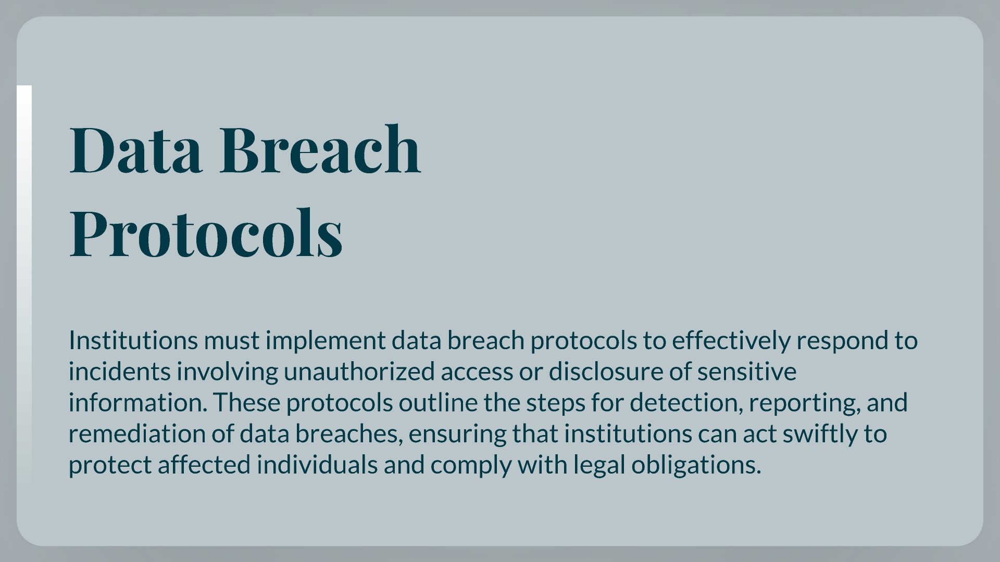 Data Breach
Protocols
Institutions must implement data breach protocols to effectively respond to
incidents involving unauthorized access or disclosure of sensitive
information. These protocols outline the steps for detection, reporting, and
remediation of data breaches, ensuring that institutions can act swiftly to
protect affected individuals and comply with legal obligations.